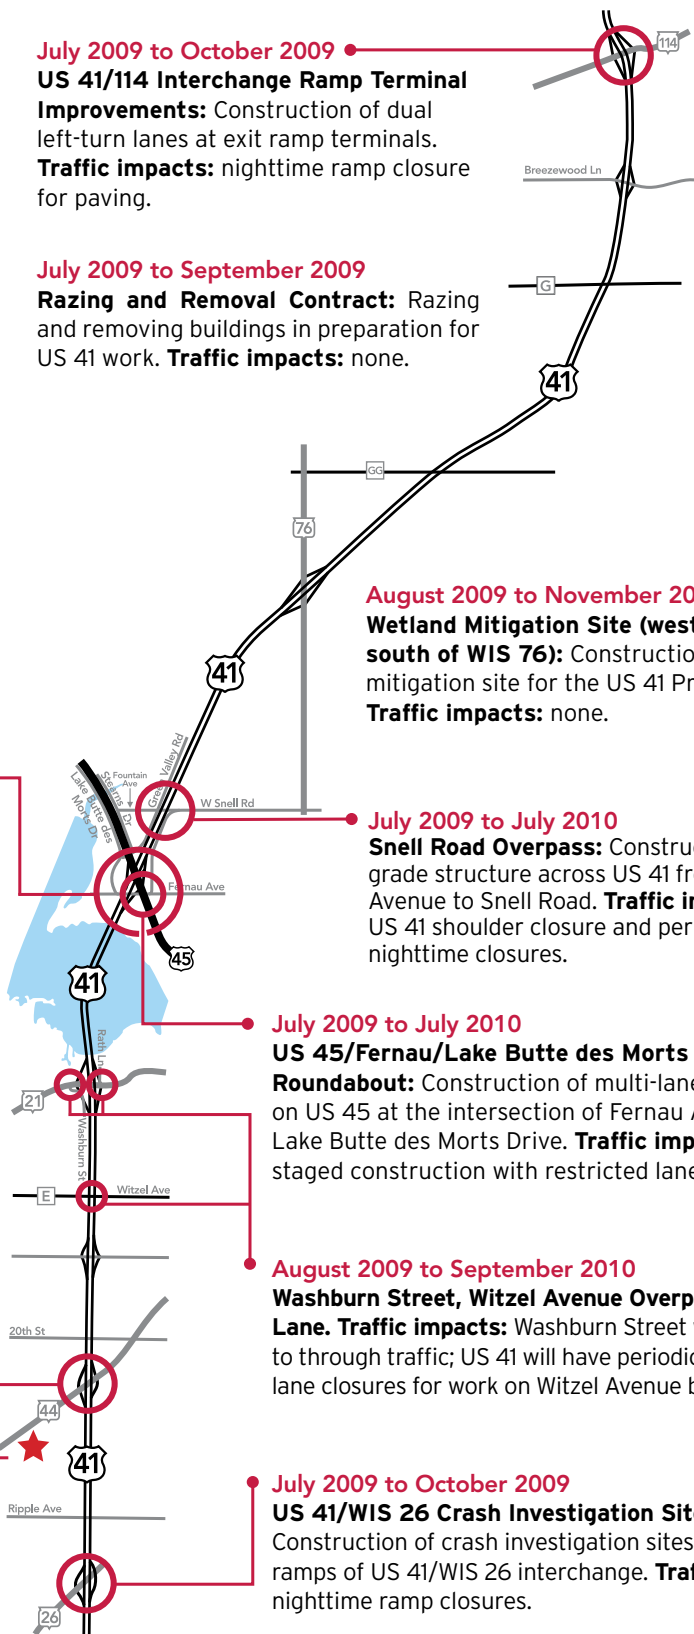 July 2009 to October 2009
US 41/114 Interchange Ramp Terminal
Improvements: Construction of dual
left-turn lanes at exit ramp terminals.
Traffic impacts: nighttime ramp closure
for paving.
114
Breezewood Ln
July 2009 to September 2009
Razing and Removal Contract: Razing
and removing buildings in preparation for
US 41 work. Traffic impacts: none.
G
41
GG
76
August 2009 to November 20
Wetland Mitigation Site (west
south of WIS 76): Constructio
mitigation site for the US 41 Pr
Traffic impacts: none.
41
Green Valley Rd
Fountain
Ave
Stearns Dr
Lake Butte des
Morts Dr
W Snell Rd
July 2009 to July 2010
Snell Road Overpass: Construc
grade structure across US 41 fr
Avenue to Snell Road. Traffic im
US 41 shoulder closure and per
nighttime closures.
Fernau Ave
45
41
July 2009 to July 2010
US 45/Fernau/Lake Butte des Morts
Roundabout: Construction of multi-lane
on US 45 at the intersection of Fernau A
Lake Butte des Morts Drive. Traffic imp
staged construction with restricted lane
Rath Ln
21
Washburn St
E
Witzel Ave
August 2009 to September 2010
Washburn Street, Witzel Avenue Overp
Lane. Traffic impacts: Washburn Street
to through traffic; US 41 will have periodic
lane closures for work on Witzel Avenue b
20th St
44
41
Ripple Ave
July 2009 to October 2009
US 41/WIS 26 Crash Investigation Site
Construction of crash investigation sites
ramps of US 41/WIS 26 interchange. Traf
nighttime ramp closures.
26